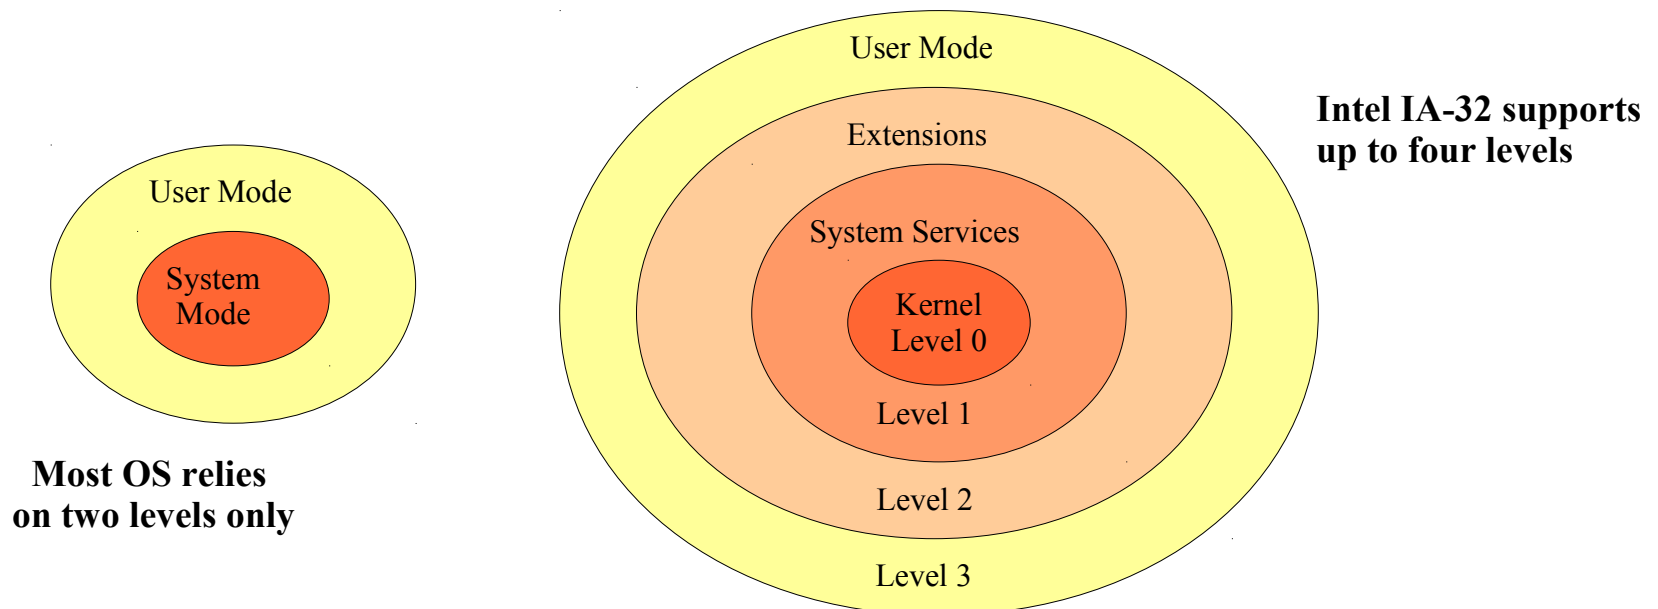 User Mode
System
Mode
Most OS relies
on two levels only
User Mode
Extensions
System Services
Kernel
Level 0
Level 1
Level 2
Level 3
Intel IA-32 supports
up to four levels